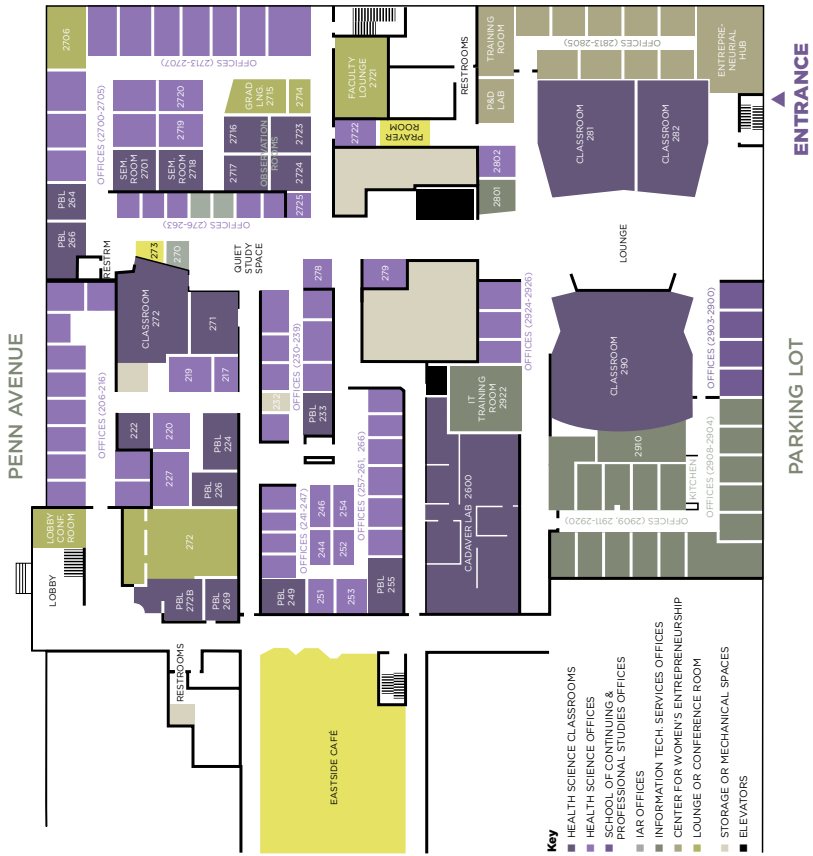 PENN AVENUE
2706
OFFICES (2713-2707)
OFFICES (2700-2705)
2720
2719
GRAD
LNG.
2715
2714
2716
2723
OBSERVATION
ROOMS
2717
2724
SEM.
ROOM
2701
SEM.
ROOM
2718
PBL
264
PBL
266
OFFICES (276-263)
2725
RESTRM
273
270
QUIET
STUDY
SPACE
FACULTY
LOUNGE
2721
RESTROOMS
TRAINING
ROOM
P&D
LAB
OFFICES (2813-2805)
ENTREPRE-
NEURIAL
HUB
2722
PRAYER
ROOM
2802
2801
CLASSROOM
281
CLASSROOM
282
ENTRANCE
LOUNGE
CLASSROOM
272
271
219
217
OFFICES (206-216)
278
279
OFFICES (230-239)
232
PBL
233
OFFICES (2924-2926)
CLASSROOM
290
OFFICES (2903-2900)
PARKING LOT
222
220
PBL
224
227
PBL
226
IT
TRAINING
ROOM
2922
2910
KITCHEN
OFFICES (2908-2904)
OFFICES (2909, 2911-2920)
OFFICES (257-261, 266)
OFFICES (241-247)
246
254
244
252
CADAVER LAB 2600
LOBBY
CONF.
ROOM
LOBBY
272
PBL
272B
PBL
269
PBL
249
251
253
PBL
255
RESTROOMS
EASTSIDE CAFÉ
Key
HEALTH SCIENCE CLASSROOMS
HEALTH SCIENCE OFFICES
SCHOOL OF CONTINUING &
PROFESSIONAL STUDIES OFFICES
IAR OFFICES
INFORMATION TECH. SERVICES OFFICES
CENTER FOR WOMEN'S ENTREPRENEURSHIP
LOUNGE OR CONFERENCE ROOM
STORAGE OR MECHANICAL SPACES
ELEVATORS